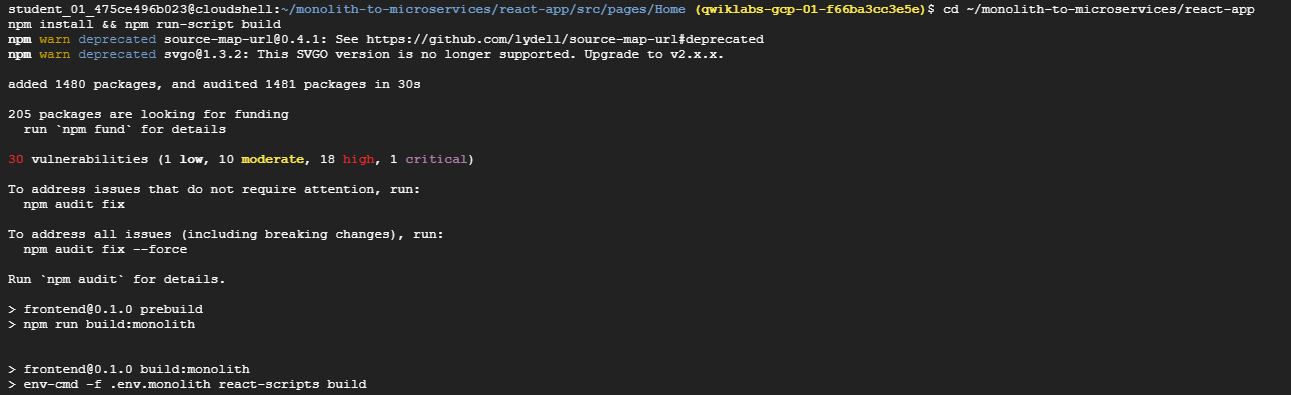 student_01_475ce496b023@cloudshell:~/monolith-to-microservices/react-app/src/pages/Home (qwiklabs-gcp-01-f66ba3cc3e5e)$ cd ~/monolith-to-microservices/react-app
npm install && npm run-script build
npm warn deprecated source-map-url@0.4.1: See https://github.com/lydell/source-map-url#deprecated
npm warn deprecated svgo@1.3.2: This SVGO version is no longer supported. Upgrade to v2.x.x.
added 1480 packages, and audited 1481 packages in 30s
205 packages are looking for funding
run `npm fund` for details
30 vulnerabilities (1 low, 10 moderate, 18 high, 1 critical)
To address issues that do not require attention, run:
npm audit fix
To address all issues (including breaking changes), run:
npm audit fix --force
Run `npm audit` for details.
> frontend@0.1.0 prebuild
> npm run build:monolith
> frontend@0.1.0 build:monolith
> env-cmd -f .env.monolith react-scripts build